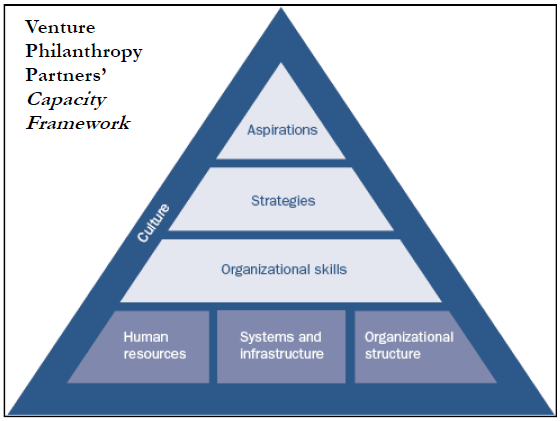 Venture
Philanthropy
Partners’
Capacity
Framework
Aspirations
Culture
Strategies
Organizational skills
Human
resources
Systems and
infrastructure
Organizational
structure